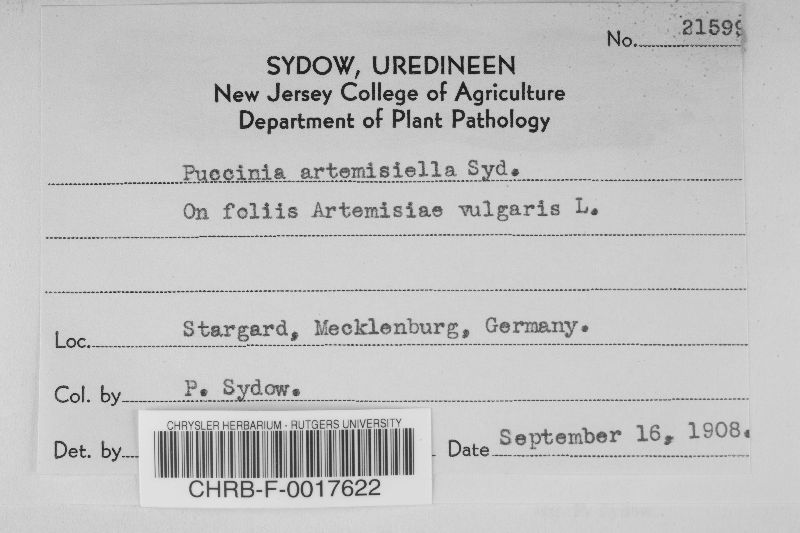 No. 21599
SYDOW, UREDINEEN
New Jersey College of Agriculture
Department of Plant Pathology
Puccinia artemisiella Syd.
On foliis Artemisiae vulgaris L.
Loc. Stargard, Mecklenburg, Germany.
Col. by P. Sydow.
CHRYSLER HERBARIUM - RUTGERS UNIVERSITY
Det. by Date September 16, 1908.
CHRB-F-0017622